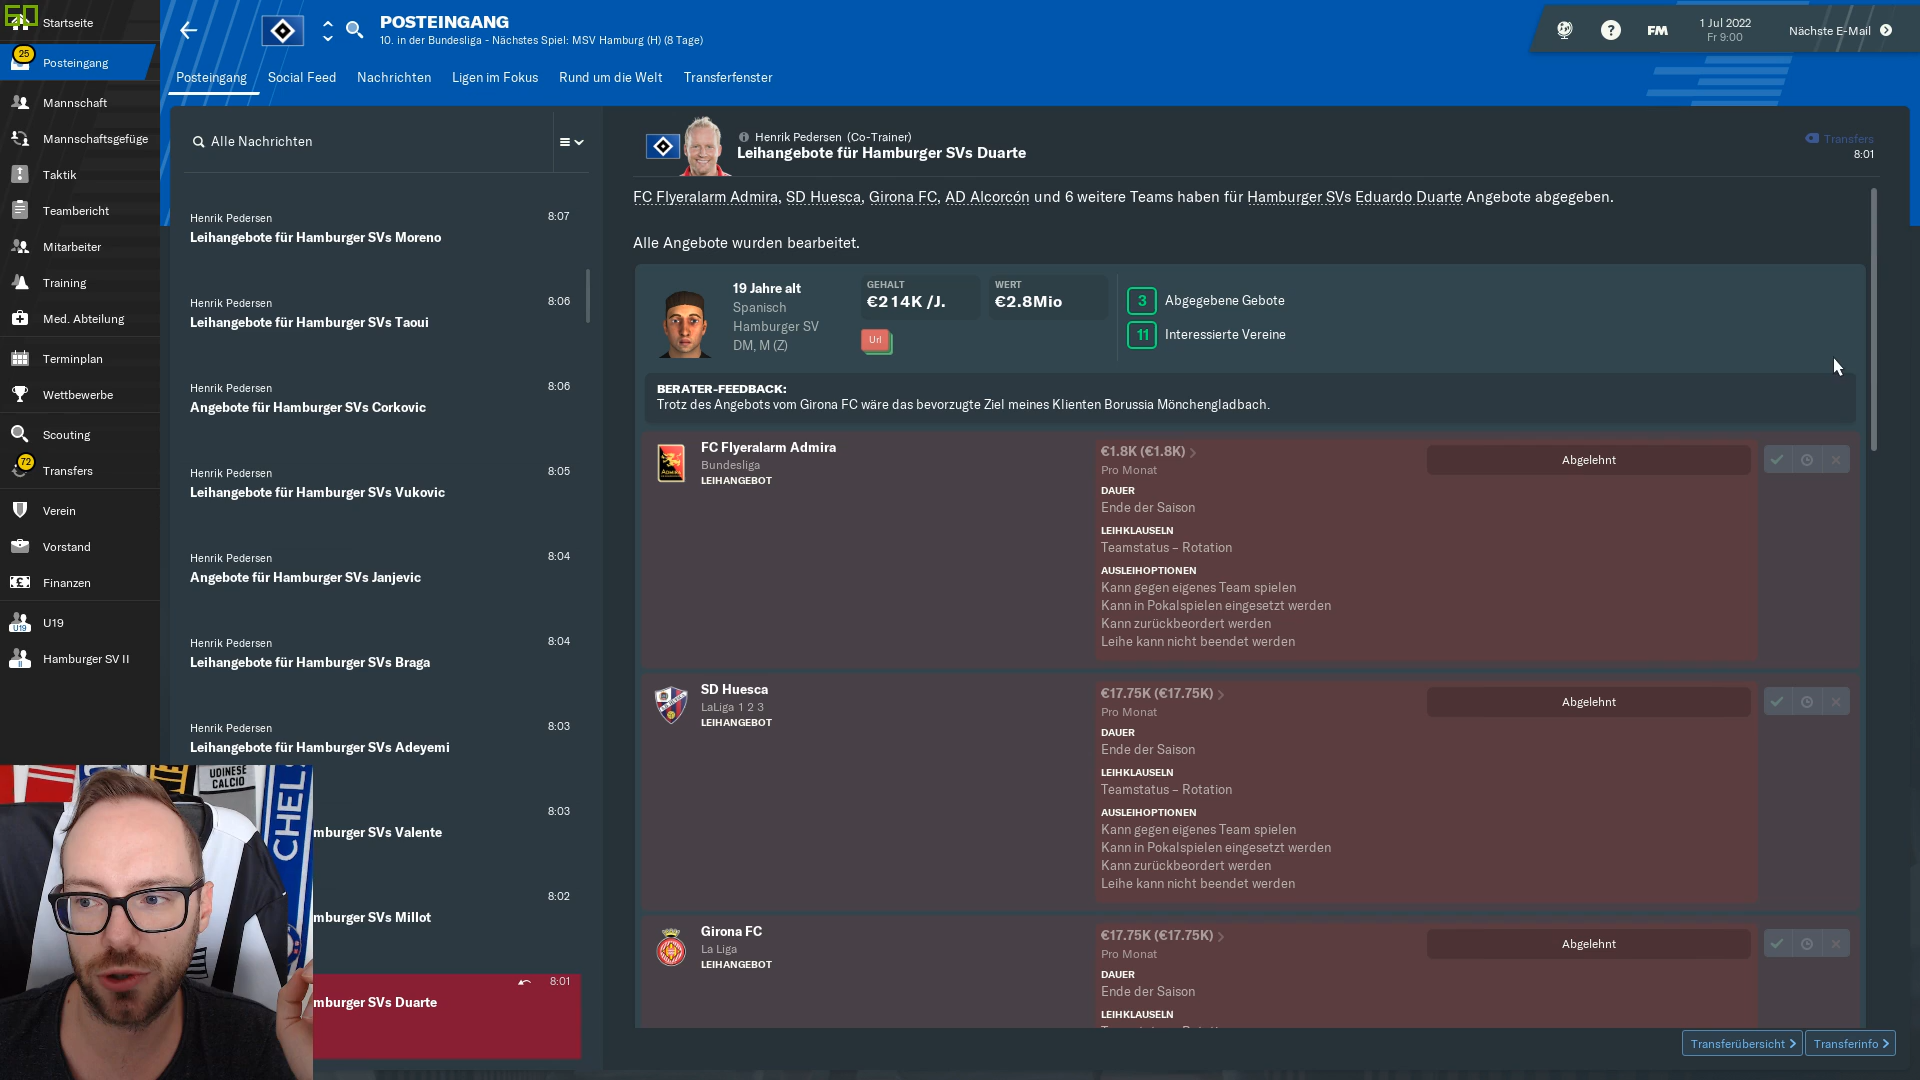 60
Startseite
25
Posteingang
Mannschaft
Mannschaftsgefüge
Taktik
Teambericht
Mitarbeiter
Training
Med. Abteilung
Terminplan
Wettbewerbe
Scouting
72
Transfers
Verein
Vorstand
Finanzen
U19
U19
Hamburger SV II
II
POSTEINGANG
10. in der Bundesliga - Nächstes Spiel: MSV Hamburg (H) (8 Tage)
FM
1 Jul 2022
Fr 9:00
Nächste E-Mail
Posteingang
Social Feed
Nachrichten
Ligen im Fokus
Rund um die Welt
Transferfenster
Alle Nachrichten
Henrik Pedersen
8:07
Leihangebote für Hamburger SVs Moreno
Henrik Pedersen
8:06
Leihangebote für Hamburger SVs Taoui
Henrik Pedersen
8:06
Angebote für Hamburger SVs Corkovic
Henrik Pedersen
8:05
Leihangebote für Hamburger SVs Vukovic
Henrik Pedersen
8:04
Angebote für Hamburger SVs Janjevic
Henrik Pedersen
8:04
Leihangebote für Hamburger SVs Braga
Henrik Pedersen
8:03
Leihangebote für Hamburger SVs Adeyemi
8:03
mburger SVs Valente
8:02
mburger SVs Millot
8:01
mburger SVs Duarte
UDINESE
CALCIO
CHEL
Henrik Pedersen (Co-Trainer)
Leihangebote für Hamburger SVs Duarte
Transfers
8:01
FC Flyeralarm Admira, SD Huesca, Girona FC, AD Alcorcón und 6 weitere Teams haben für Hamburger SVs Eduardo Duarte Angebote abgegeben.
Alle Angebote wurden bearbeitet.
19 Jahre alt
Spanisch
Hamburger SV
DM, M (Z)
GEHALT
€214K /J.
WERT
€2.8Mio
Url
3 Abgegebene Gebote
11 Interessierte Vereine
BERATER-FEEDBACK:
Trotz des Angebots vom Girona FC wäre das bevorzugte Ziel meines Klienten Borussia Mönchengladbach.
ADMIRA
FC Flyeralarm Admira
Bundesliga
LEIHANGEBOT
€1.8K (€1.8K)
Pro Monat
DAUER
Ende der Saison
LEIHKLAUSELN
Teamstatus – Rotation
AUSLEIHOPTIONEN
Kann gegen eigenes Team spielen
Kann in Pokalspielen eingesetzt werden
Kann zurückbeordert werden
Leihe kann nicht beendet werden
Abgelehnt
SD Huesca
LaLiga 1 2 3
LEIHANGEBOT
€17.75K (€17.75K)
Pro Monat
DAUER
Ende der Saison
LEIHKLAUSELN
Teamstatus – Rotation
AUSLEIHOPTIONEN
Kann gegen eigenes Team spielen
Kann in Pokalspielen eingesetzt werden
Kann zurückbeordert werden
Leihe kann nicht beendet werden
Abgelehnt
Girona FC
La Liga
LEIHANGEBOT
€17.75K (€17.75K)
Pro Monat
DAUER
Ende der Saison
LEIHKLAUSELN
Abgelehnt
Transferübersicht
Transferinfo